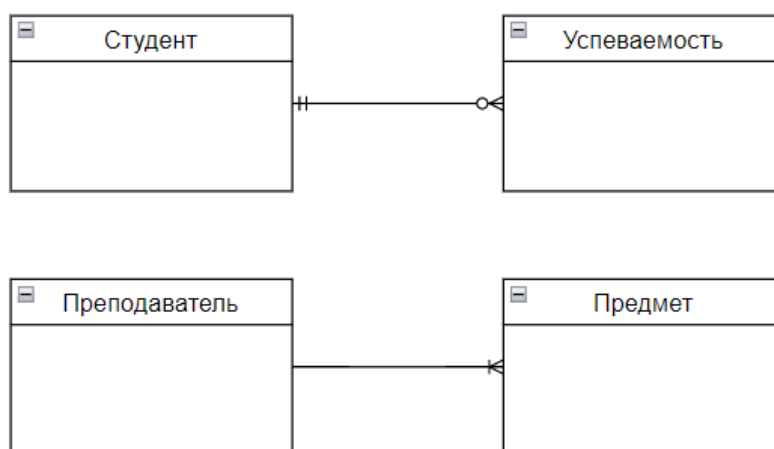 Студент
Успеваемость
Преподаватель
Предмет